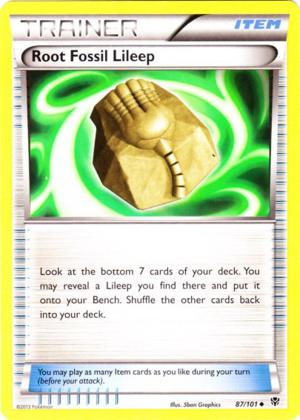 TRAINER ITEM
Root Fossil Lileep
Look at the bottom 7 cards of your deck. You
may reveal a Lileep you find there and put it
onto your Bench. Shuffle the other cards back
into your deck.
You may play as many Item cards as you like during your turn
(before your attack).
©2013 Pokémon Illus. 5ban Graphics 87/101